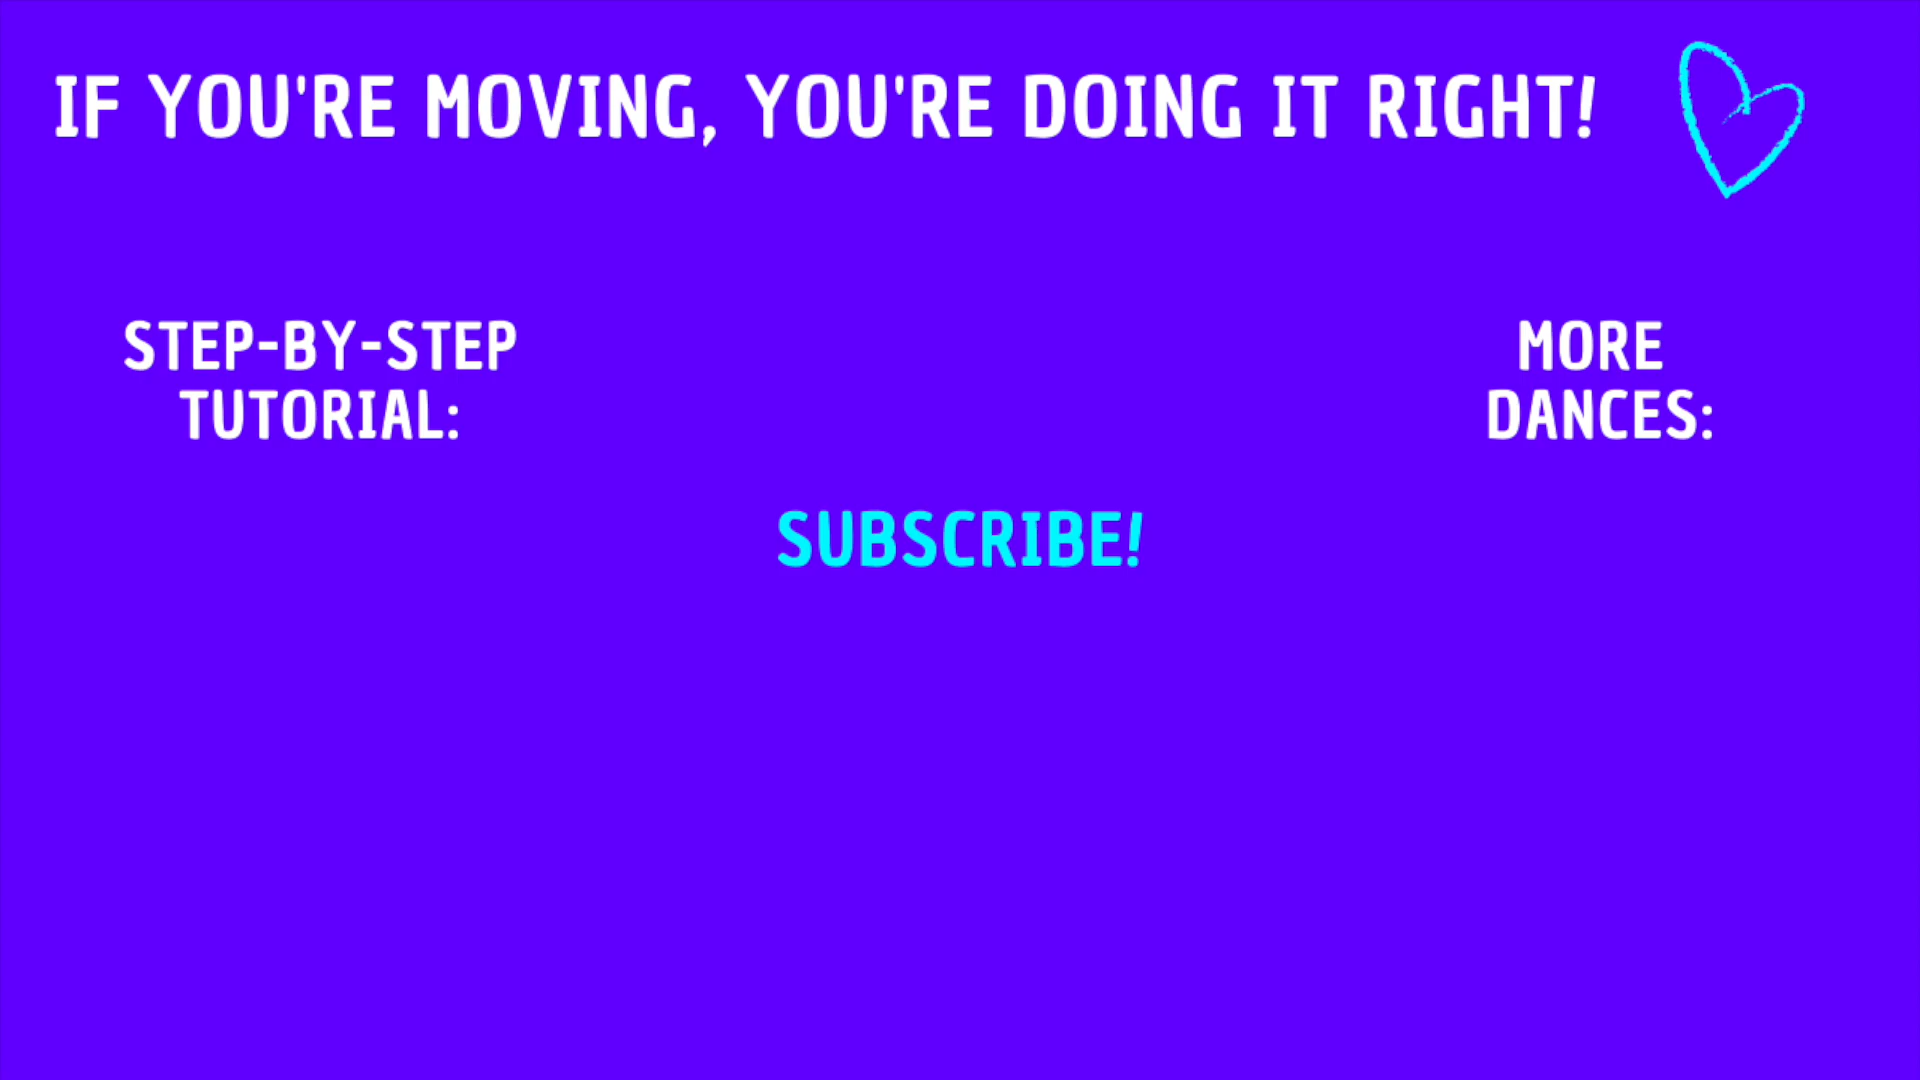 IF YOU'RE MOVING, YOU'RE DOING IT RIGHT!
STEP-BY-STEP
TUTORIAL:
MORE
DANCES:
SUBSCRIBE!